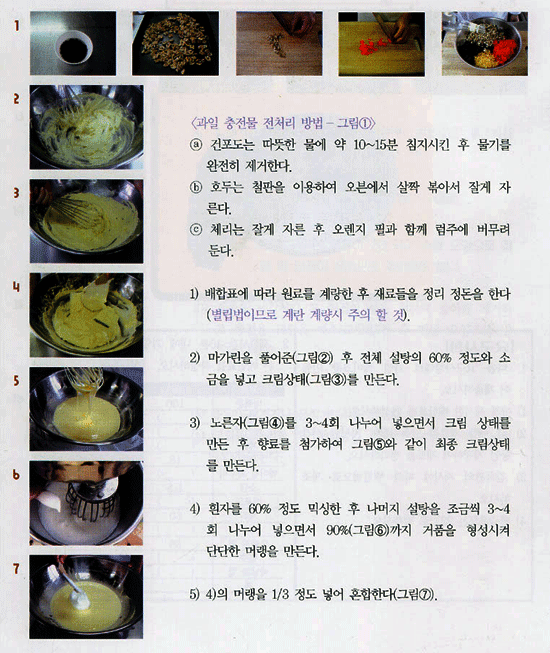 1
2
3
4
5
6
7
〈과일 충전물 전처리 방법 – 그림①〉
ⓐ 건포도는 따뜻한 물에 약 10~15분 침지시킨 후 물기를
완전히 제거한다.
ⓑ 호두는 철판을 이용하여 오븐에서 살짝 볶아서 잘게 자
른다.
ⓒ 체리는 잘게 자른 후 오렌지 필과 함께 럼주에 버무려
둔다.
1) 배합표에 따라 원료를 계량한 후 재료들을 정리 정돈을 한다
(별립법이므로 계란 계량시 주의 할 것).
2) 마가린을 풀어준(그림②) 후 전체 설탕의 60% 정도와 소
금을 넣고 크림상태(그림③)를 만든다.
3) 노른자(그림④)를 3~4회 나누어 넣으면서 크림 상태를
만든 후 향료를 첨가하여 그림⑤와 같이 최종 크림상태
를 만든다.
4) 흰자를 60% 정도 믹싱한 후 나머지 설탕을 조금씩 3~4
회 나누어 넣으면서 90%(그림⑥)까지 거품을 형성시켜
단단한 머랭을 만든다.
5) 4)의 머랭을 1/3 정도 넣어 혼합한다(그림⑦).